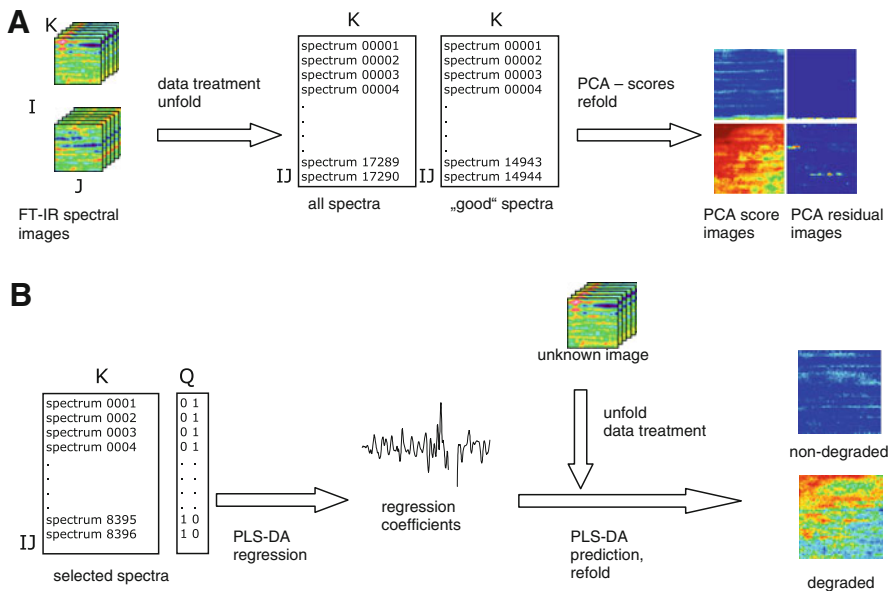 A
K
I
J
FT-IR spectral
images
data treatment
unfold
K
spectrum 00001
spectrum 00002
spectrum 00003
spectrum 00004
.
.
.
.
spectrum 17289
spectrum 17290
IJ
all spectra
K
spectrum 00001
spectrum 00002
spectrum 00003
spectrum 00004
.
.
.
.
spectrum 14943
spectrum 14944
IJ
„good“ spectra
PCA – scores
refold
PCA score
images
PCA residual
images
B
K
spectrum 0001
spectrum 0002
spectrum 0003
spectrum 0004
.
.
.
.
spectrum 8395
spectrum 8396
IJ
selected spectra
Q
0 1
0 1
0 1
0 1
. .
. .
. .
. .
1 0
1 0
PLS-DA
regression
regression
coefficients
unknown image
unfold
data treatment
PLS-DA
prediction,
refold
non-degraded
degraded